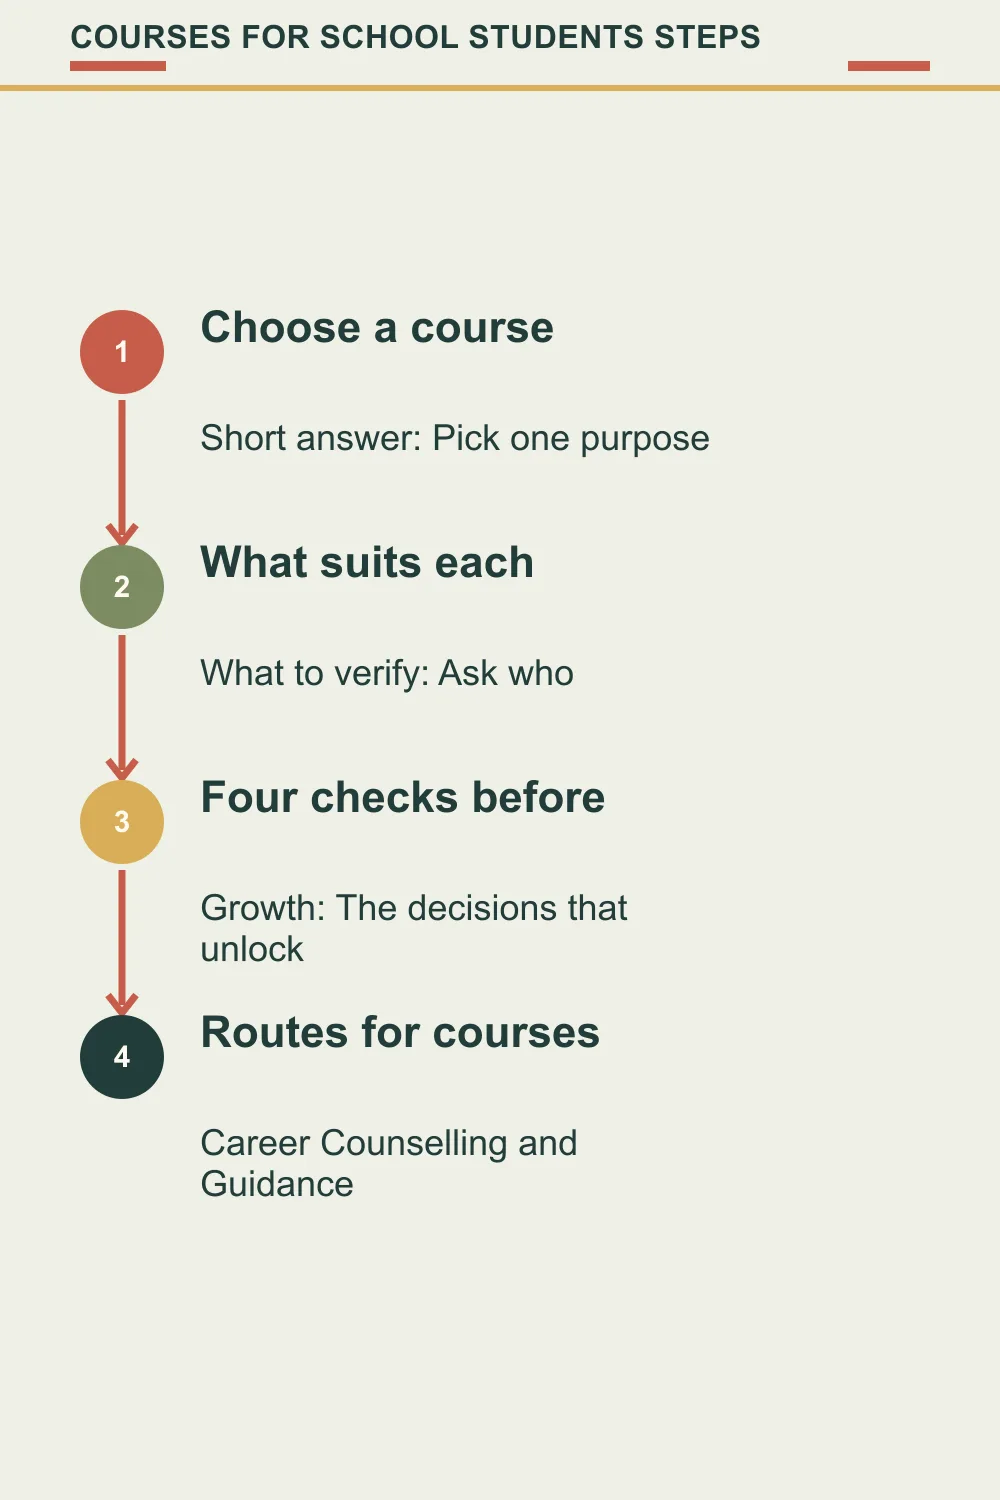 COURSES FOR SCHOOL STUDENTS STEPS
1
Choose a course
Short answer: Pick one purpose
2
What suits each
What to verify: Ask who
3
Four checks before
Growth: The decisions that
unlock
4
Routes for courses
Career Counselling and
Guidance